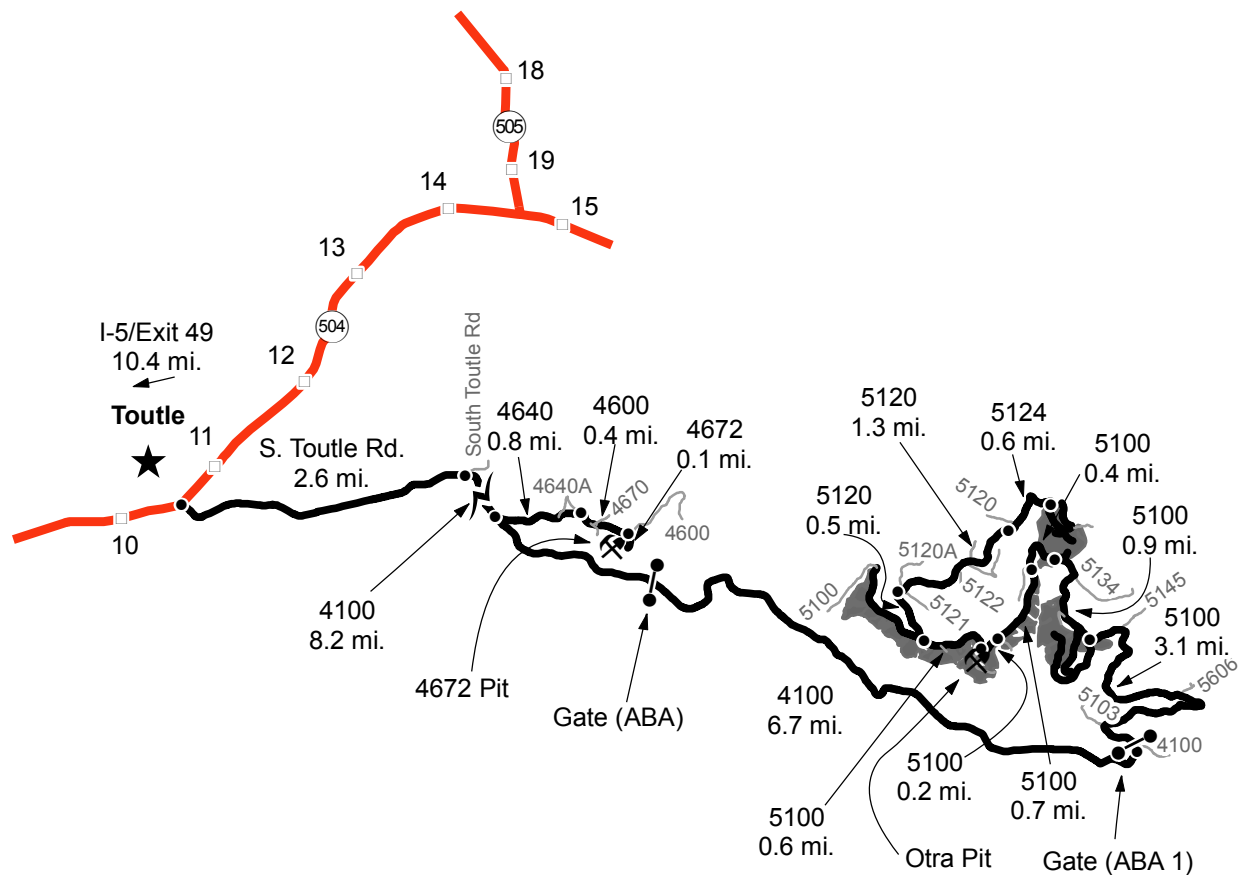 18
505
19
14
15
13
504
I-5/Exit 49
10.4 mi.
12
Toutle
11
S. Toutle Rd.
2.6 mi.
10
South Toutle Rd
4640
0.8 mi.
4600
0.4 mi.
4672
0.1 mi.
4640A
4670
4600
4100
8.2 mi.
4672 Pit
Gate (ABA)
5120
1.3 mi.
5124
0.6 mi.
5100
0.4 mi.
5120
0.5 mi.
5120
5120A
5122
5121
5100
5100
0.9 mi.
5134
5145
5100
3.1 mi.
5606
5103
4100
4100
6.7 mi.
5100
0.2 mi.
5100
0.7 mi.
5100
0.6 mi.
Otra Pit
Gate (ABA 1)